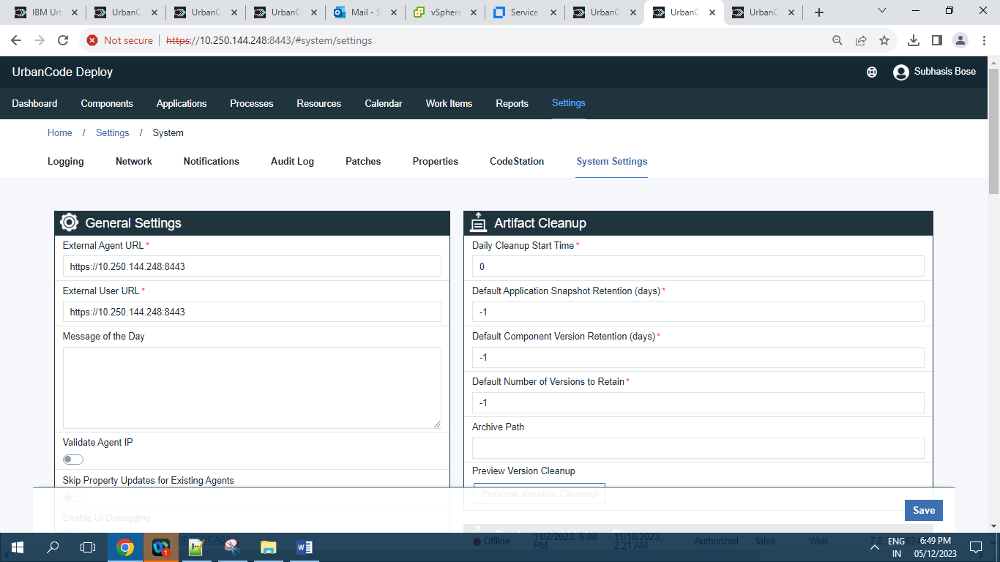 IBM Urb
UrbanC
UrbanC
UrbanC
Mail - S
vSphere
Service
UrbanC
UrbanC
UrbanC
Not secure
https://10.250.144.248:8443/#system/settings
UrbanCode Deploy
Subhasis Bose
Dashboard
Components
Applications
Processes
Resources
Calendar
Work Items
Reports
Settings
Home / Settings / System
Logging
Network
Notifications
Audit Log
Patches
Properties
CodeStation
System Settings
General Settings
External Agent URL *
https://10.250.144.248:8443
External User URL *
https://10.250.144.248:8443
Message of the Day
Validate Agent IP
Skip Property Updates for Existing Agents
Enable UI Debugging
Artifact Cleanup
Daily Cleanup Start Time *
0
Default Application Snapshot Retention (days) *
-1
Default Component Version Retention (days) *
-1
Default Number of Versions to Retain *
-1
Archive Path
Preview Version Cleanup
Preview Version Cleanup
Save
Offline
11/2/2023, 6:08 PM
11/18/2023, 2:21 AM
Authorized
false
Web
1
ENG
IN
6:49 PM
05/12/2023